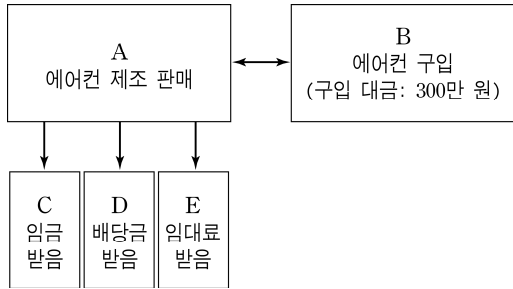 A
에어컨 제조 판매
B
에어컨 구입
(구입 대금: 300만 원)
C
임금
받음
D
배당금
받음
E
임대료
받음